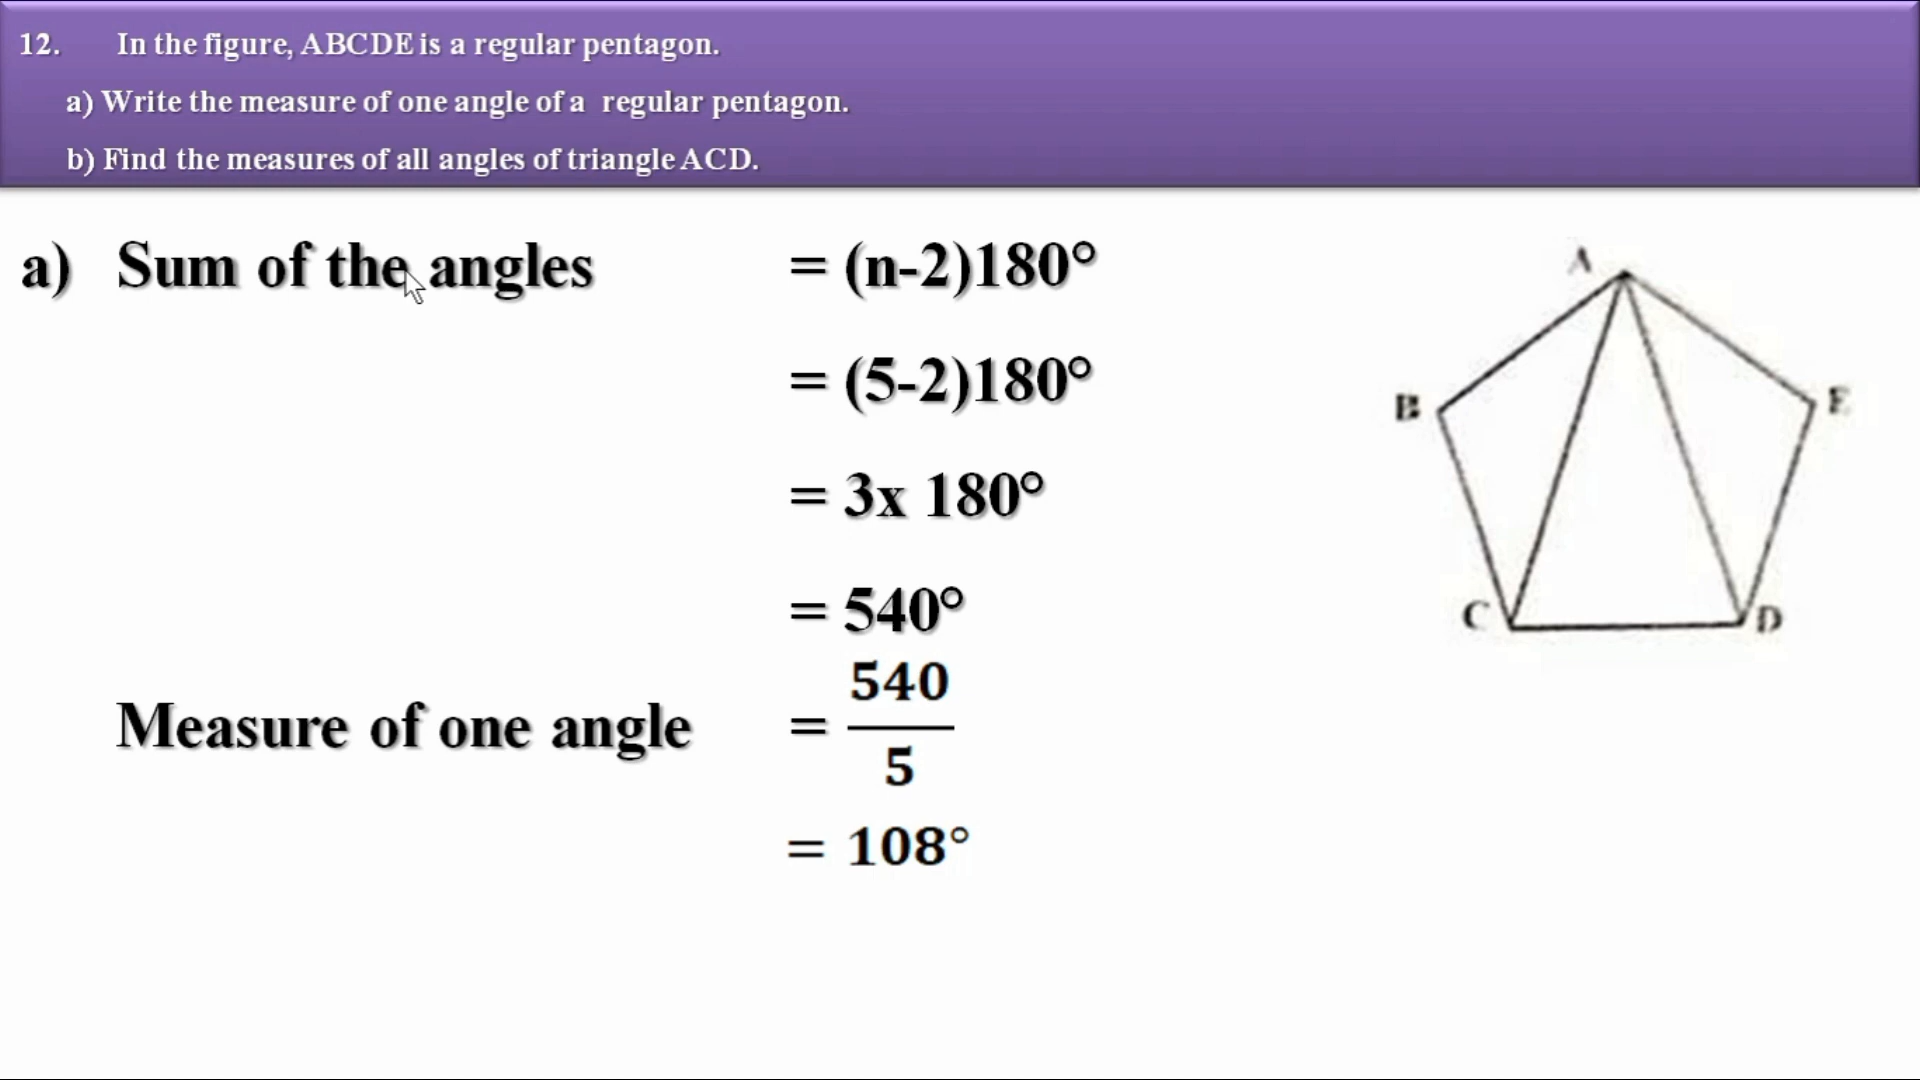 12. In the figure, ABCDE is a regular pentagon.
a) Write the measure of one angle of a regular pentagon.
b) Find the measures of all angles of triangle ACD.
a) Sum of the angles = (n-2)180°
= (5-2)180°
= 3x 180°
= 540°
Measure of one angle = 540/5
= 108°
A
B
E
C
D